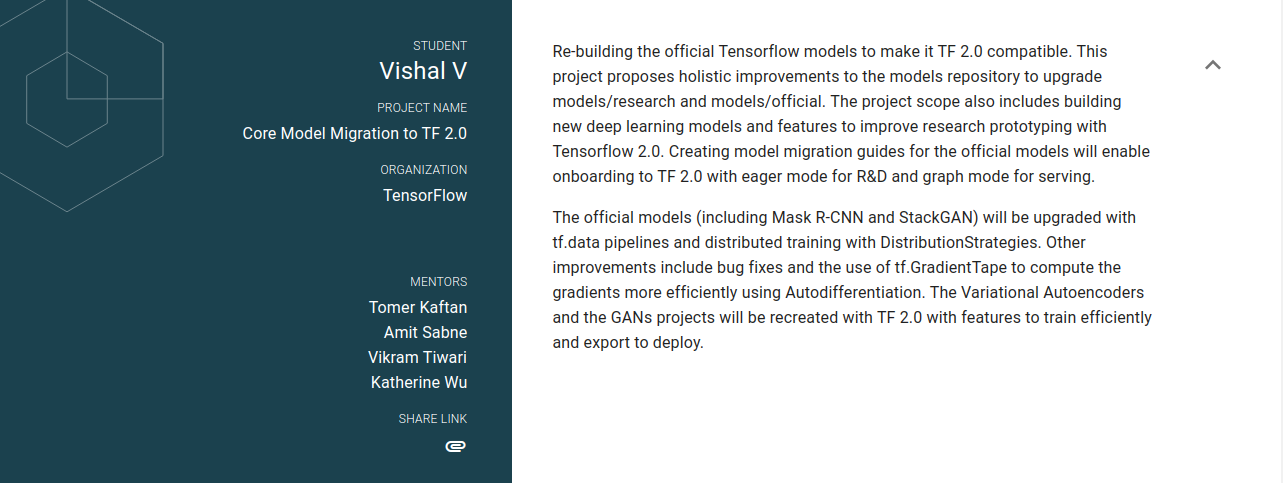 STUDENT
Vishal V
PROJECT NAME
Core Model Migration to TF 2.0
ORGANIZATION
TensorFlow
MENTORS
Tomer Kaftan
Amit Sabne
Vikram Tiwari
Katherine Wu
SHARE LINK
Re-building the official Tensorflow models to make it TF 2.0 compatible. This
project proposes holistic improvements to the models repository to upgrade
models/research and models/official. The project scope also includes building
new deep learning models and features to improve research prototyping with
Tensorflow 2.0. Creating model migration guides for the official models will enable
onboarding to TF 2.0 with eager mode for R&D and graph mode for serving.
The official models (including Mask R-CNN and StackGAN) will be upgraded with
tf.data pipelines and distributed training with DistributionStrategies. Other
improvements include bug fixes and the use of tf.GradientTape to compute the
gradients more efficiently using Autodifferentiation. The Variational Autoencoders
and the GANs projects will be recreated with TF 2.0 with features to train efficiently
and export to deploy.